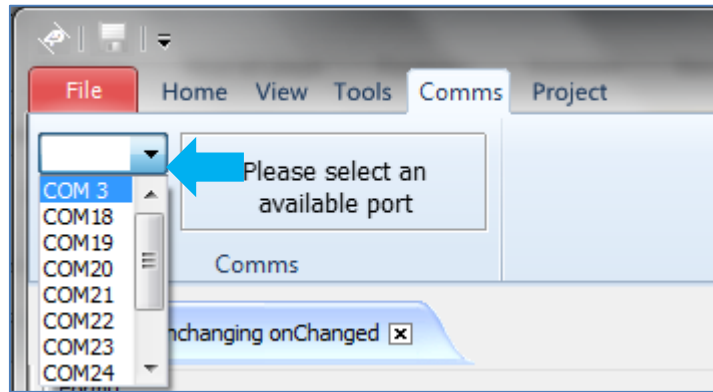 File Home View Tools Comms Project
Please select an
available port
COM 3
COM18
COM19
COM20
COM21
COM22
COM23
COM24
Comms
nchanging onChanged